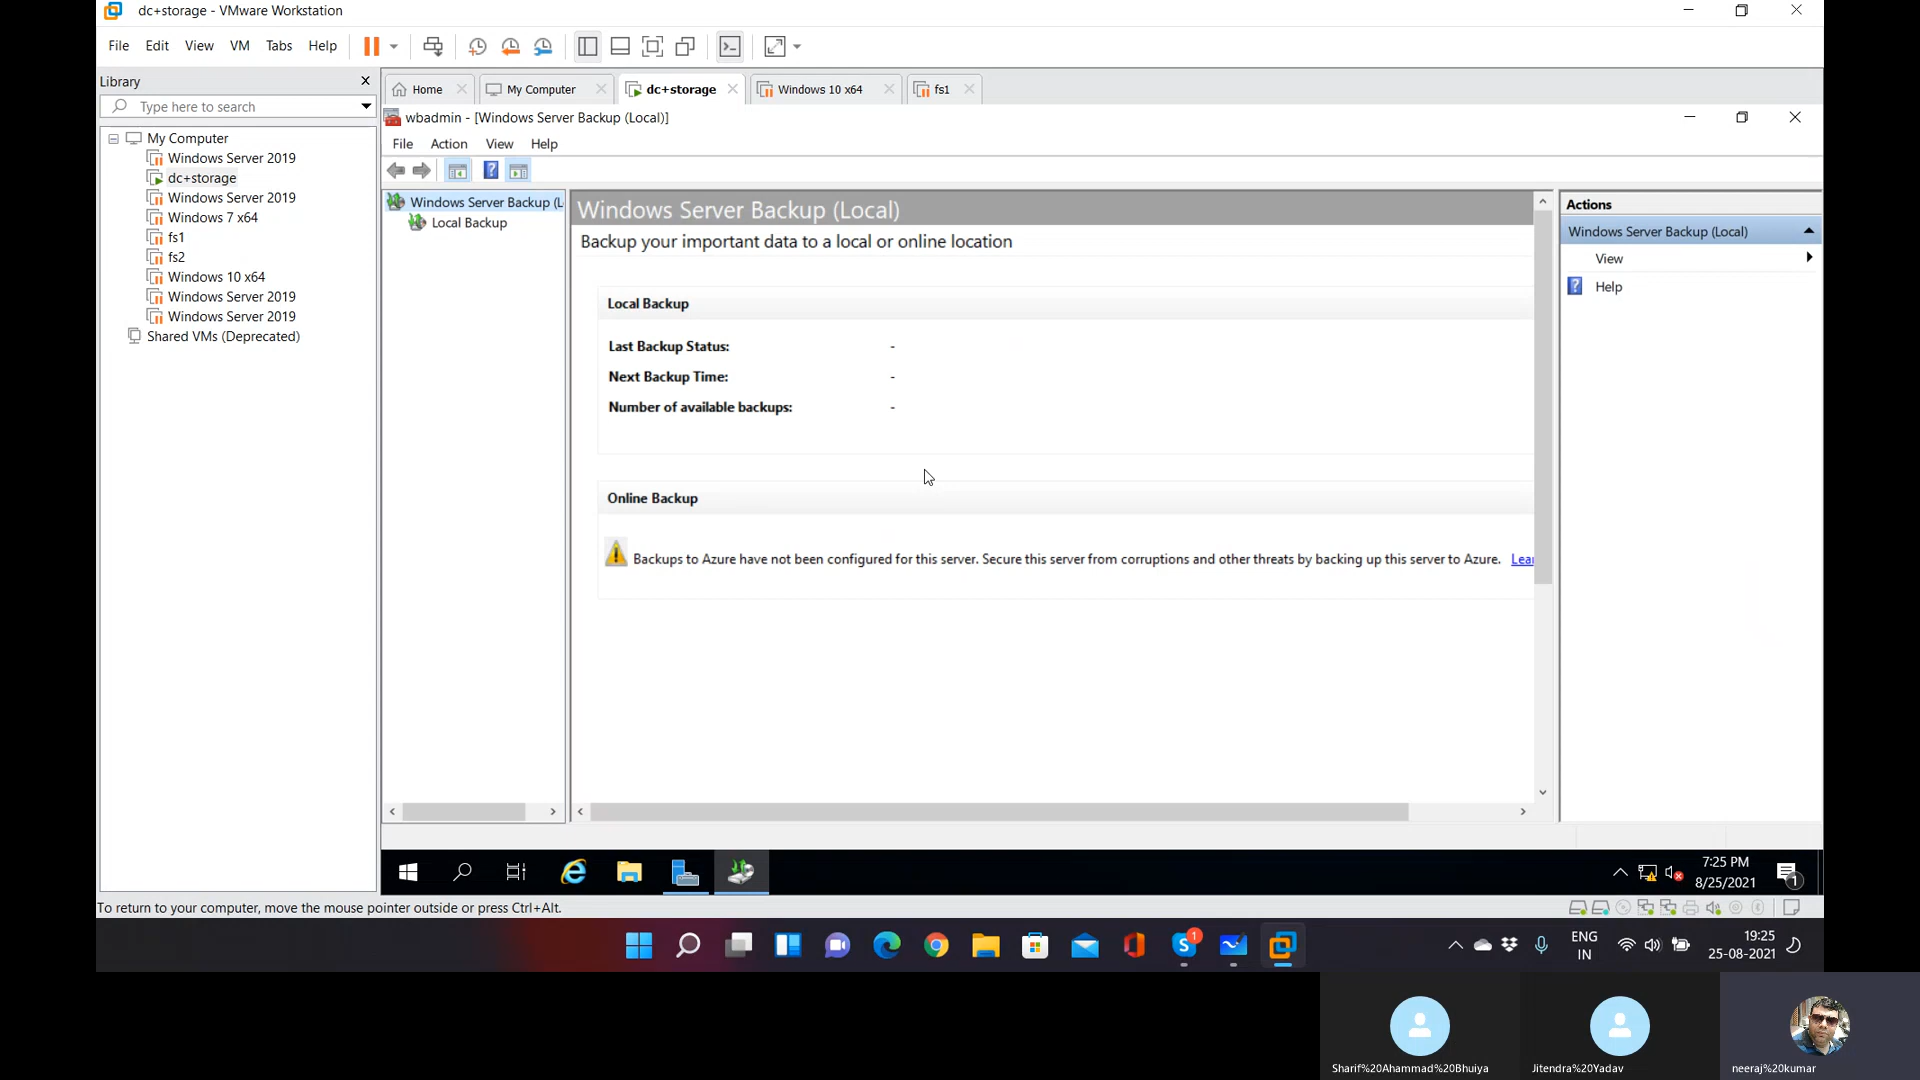 dc+storage - VMware Workstation
File Edit View VM Tabs Help
Library
Type here to search
Home
My Computer
dc+storage
Windows 10 x64
fs1
My Computer
Windows Server 2019
dc+storage
Windows Server 2019
Windows 7 x64
fs1
fs2
Windows 10 x64
Windows Server 2019
Windows Server 2019
Shared VMs (Deprecated)
wbadmin - [Windows Server Backup (Local)]
File Action View Help
Windows Server Backup (L
Local Backup
Windows Server Backup (Local)
Backup your important data to a local or online location
Local Backup
Last Backup Status: -
Next Backup Time: -
Number of available backups: -
Online Backup
Backups to Azure have not been configured for this server. Secure this server from corruptions and other threats by backing up this server to Azure. Lear
Actions
Windows Server Backup (Local)
View
Help
7:25 PM
8/25/2021
1
To return to your computer, move the mouse pointer outside or press Ctrl+Alt.
1
ENG
IN
19:25
25-08-2021
Sharif%20Ahammad%20Bhuiya
Jitendra%20Yadav
neeraj%20kumar